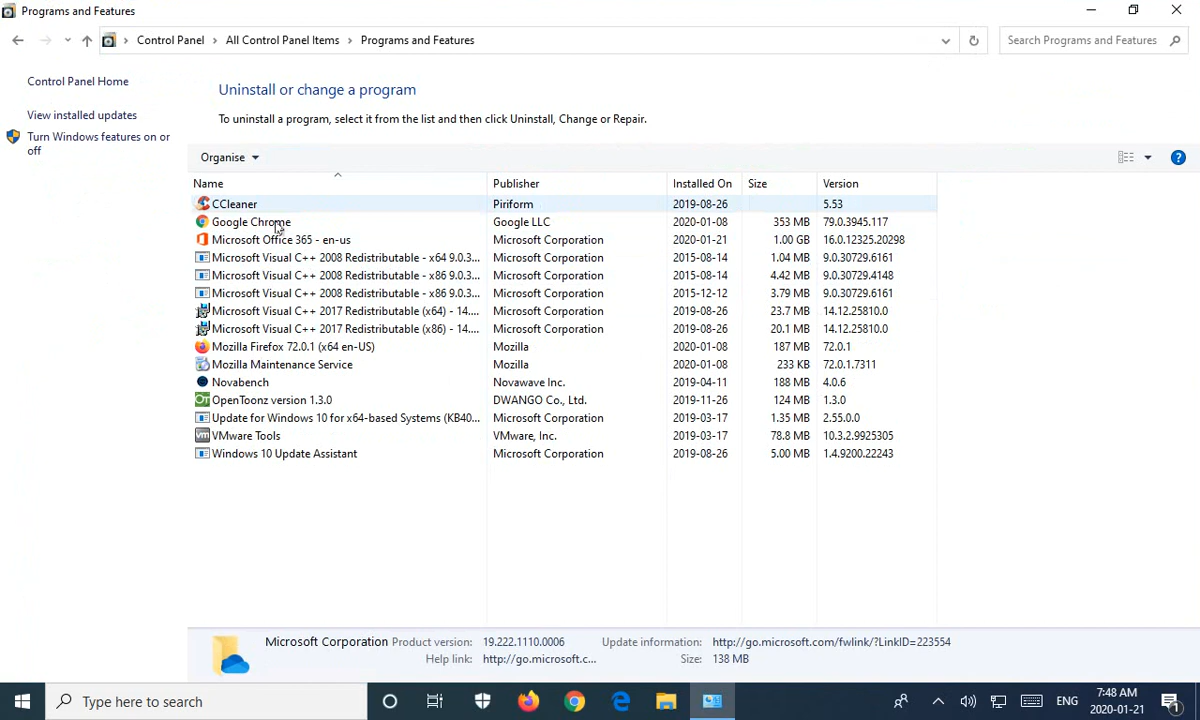 Programs and Features
Control Panel > All Control Panel Items > Programs and Features
Search Programs and Features
Control Panel Home
View installed updates
Turn Windows features on or
off
Uninstall or change a program
To uninstall a program, select it from the list and then click Uninstall, Change or Repair.
Organise
Name Publisher Installed On Size Version
CCleaner Piriform 2019-08-26 5.53
Google Chrome Google LLC 2020-01-08 353 MB 79.0.3945.117
Microsoft Office 365 - en-us Microsoft Corporation 2020-01-21 1.00 GB 16.0.12325.20298
Microsoft Visual C++ 2008 Redistributable - x64 9.0.3... Microsoft Corporation 2015-08-14 1.04 MB 9.0.30729.6161
Microsoft Visual C++ 2008 Redistributable - x86 9.0.3... Microsoft Corporation 2015-08-14 4.42 MB 9.0.30729.4148
Microsoft Visual C++ 2008 Redistributable - x86 9.0.3... Microsoft Corporation 2015-12-12 3.79 MB 9.0.30729.6161
Microsoft Visual C++ 2017 Redistributable (x64) - 14.... Microsoft Corporation 2019-08-26 23.7 MB 14.12.25810.0
Microsoft Visual C++ 2017 Redistributable (x86) - 14.... Microsoft Corporation 2019-08-26 20.1 MB 14.12.25810.0
Mozilla Firefox 72.0.1 (x64 en-US) Mozilla 2020-01-08 187 MB 72.0.1
Mozilla Maintenance Service Mozilla 2020-01-08 233 KB 72.0.1.7311
Novabench Novawave Inc. 2019-04-11 188 MB 4.0.6
OpenToonz version 1.3.0 DWANGO Co., Ltd. 2019-11-26 124 MB 1.3.0
Update for Windows 10 for x64-based Systems (KB40... Microsoft Corporation 2019-03-17 1.35 MB 2.55.0.0
VMware Tools VMware, Inc. 2019-03-17 78.8 MB 10.3.2.9925305
Windows 10 Update Assistant Microsoft Corporation 2019-08-26 5.00 MB 1.4.9200.22243
Microsoft Corporation Product version: 19.222.1110.0006 Update information: http://go.microsoft.com/fwlink/?LinkID=223554
Help link: http://go.microsoft.c... Size: 138 MB
Type here to search
ENG
7:48 AM
2020-01-21
1